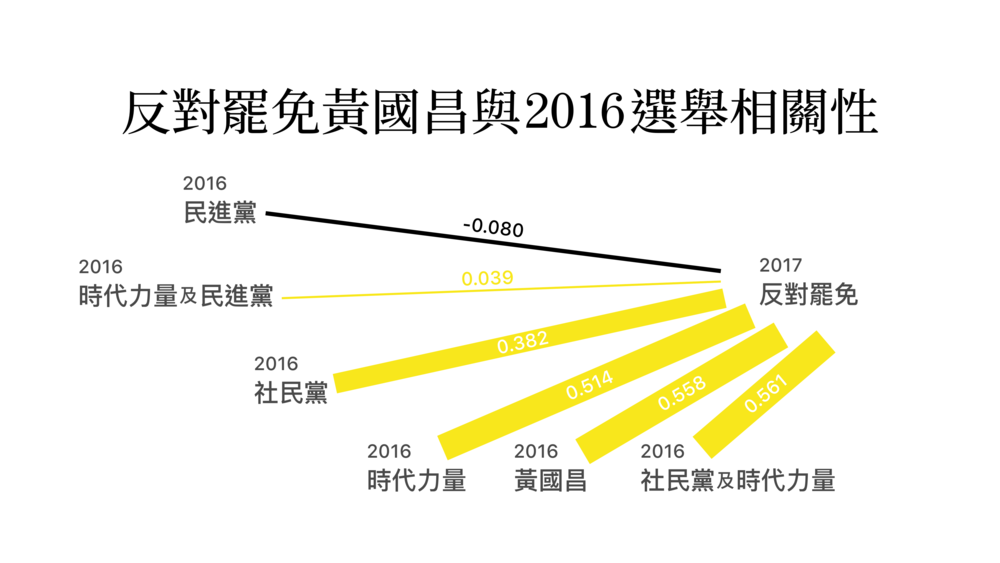 反對罷免黃國昌與2016選舉相關性
2016
民進黨
-0.080
2016
時代力量及民進黨
0.039
2017
反對罷免
2016
社民黨
0.382
2016
時代力量
0.514
2016
黃國昌
0.558
2016
社民黨及時代力量
0.561